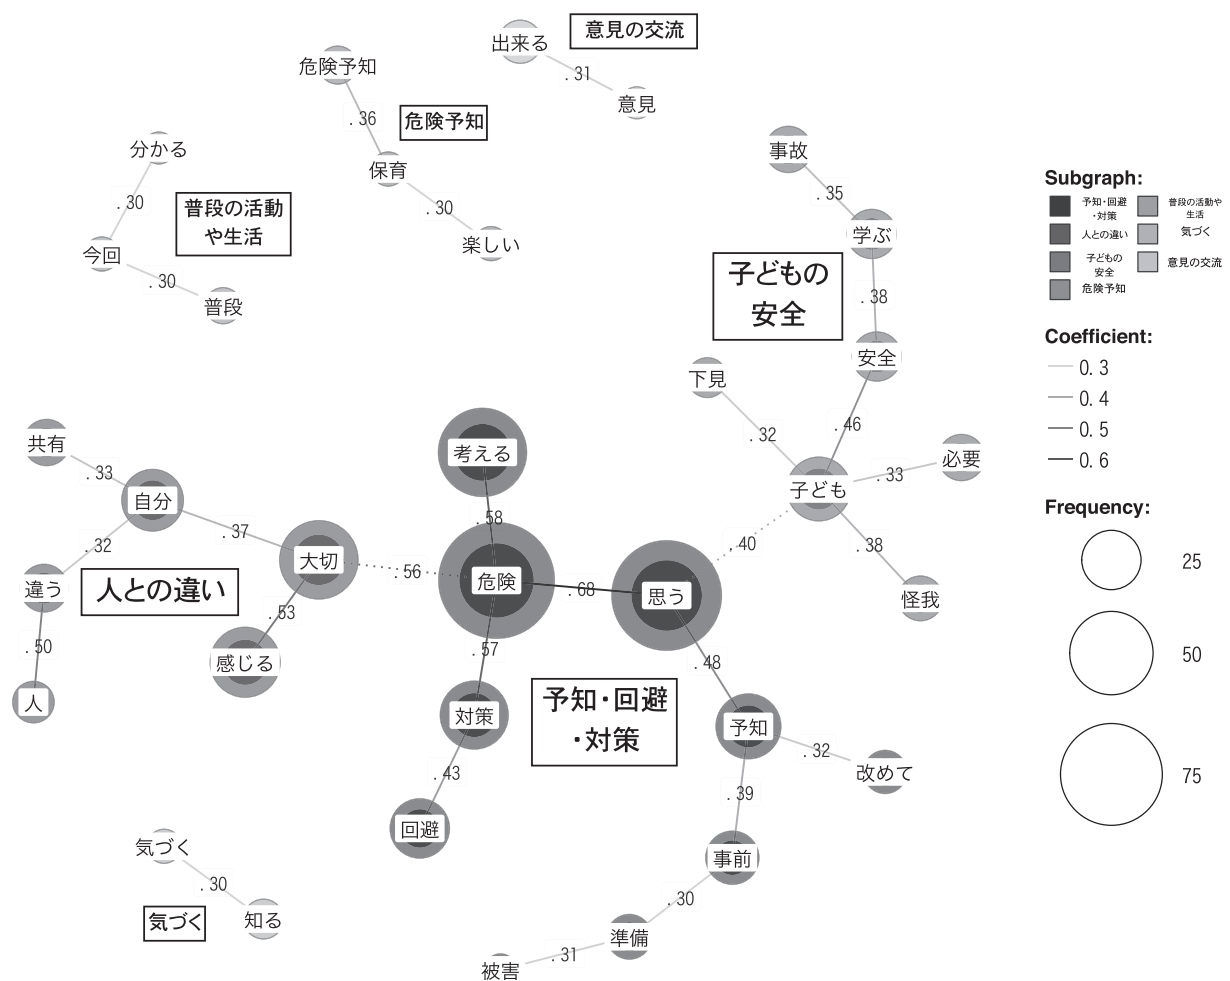 出来る
意見の交流
.31
意見
危険予知
.36
危険予知
保育
.30
楽しい
分かる
.30
普段の活動
や生活
今回
.30
普段
事故
.35
学ぶ
子どもの
安全
.38
安全
下見
.46
.32
必要
.33
子ども
.40
.38
怪我
共有
.33
自分
.32
.37
違う
人との違い
大切
.56
.50
.53
人
感じる
考える
.58
危険
.68
思う
.57
.48
対策
予知・回避
・対策
予知
.32
改めて
.43
.39
回避
事前
.30
準備
.31
被害
気づく
.30
気づく
知る
Subgraph:
予知・回避
・対策
人との違い
子どもの
安全
危険予知
普段の活動や
生活
気づく
意見の交流
Coefficient:
0.3
0.4
0.5
0.6
Frequency:
25
50
75